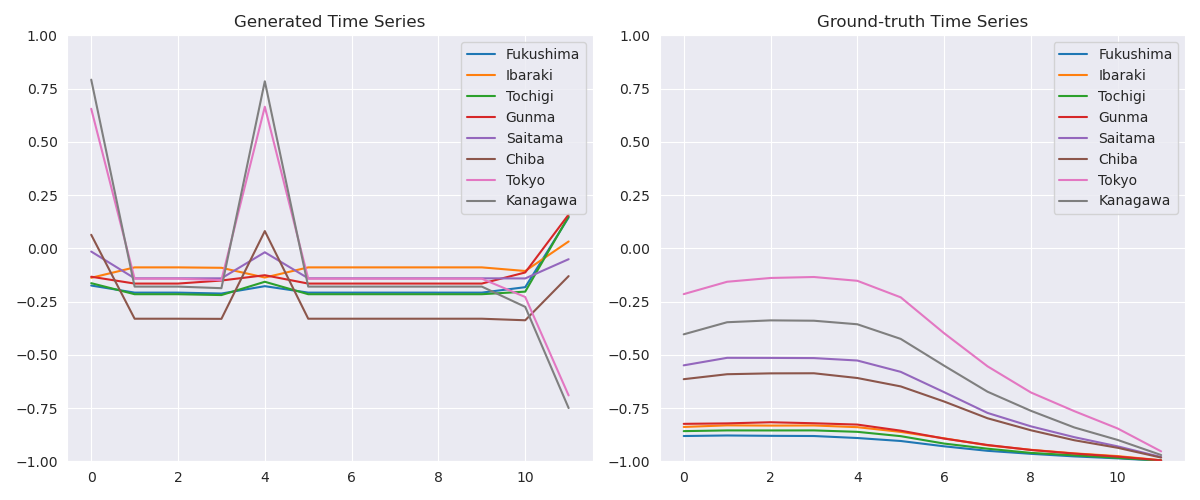 Generated Time Series
1.00
0.75
0.50
0.25
0.00
−0.25
−0.50
−0.75
−1.00
0
2
4
6
8
10
Fukushima
Ibaraki
Tochigi
Gunma
Saitama
Chiba
Tokyo
Kanagawa
Ground-truth Time Series
1.00
0.75
0.50
0.25
0.00
−0.25
−0.50
−0.75
−1.00
0
2
4
6
8
10
Fukushima
Ibaraki
Tochigi
Gunma
Saitama
Chiba
Tokyo
Kanagawa